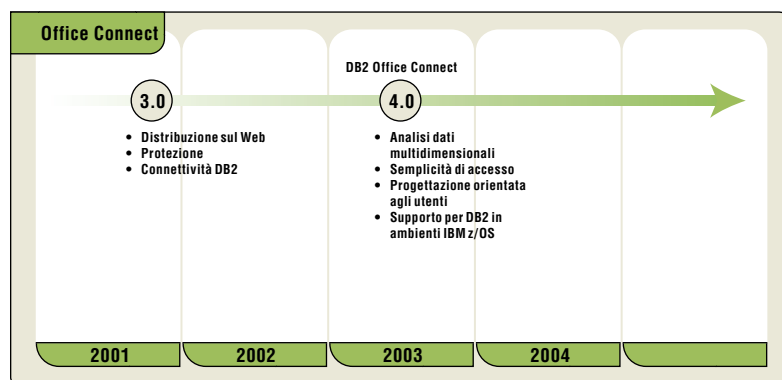 Office Connect
DB2 Office Connect
3.0
4.0
• Distribuzione sul Web
• Protezione
• Connettività DB2
• Analisi dati
multidimensionali
• Semplicità di accesso
• Progettazione orientata
agli utenti
• Supporto per DB2 in
ambienti IBM z/OS
2001
2002
2003
2004